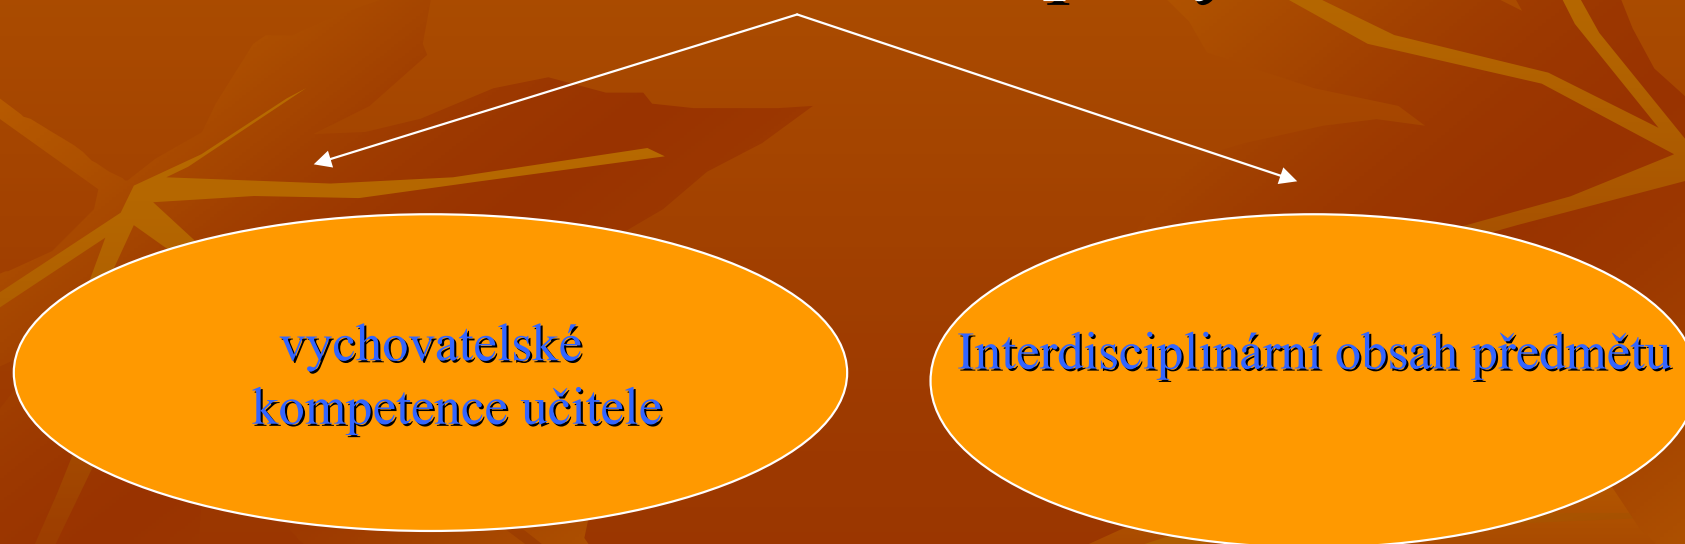 vychovatelské
kompetence učitele
Interdisciplinární obsah předmětu